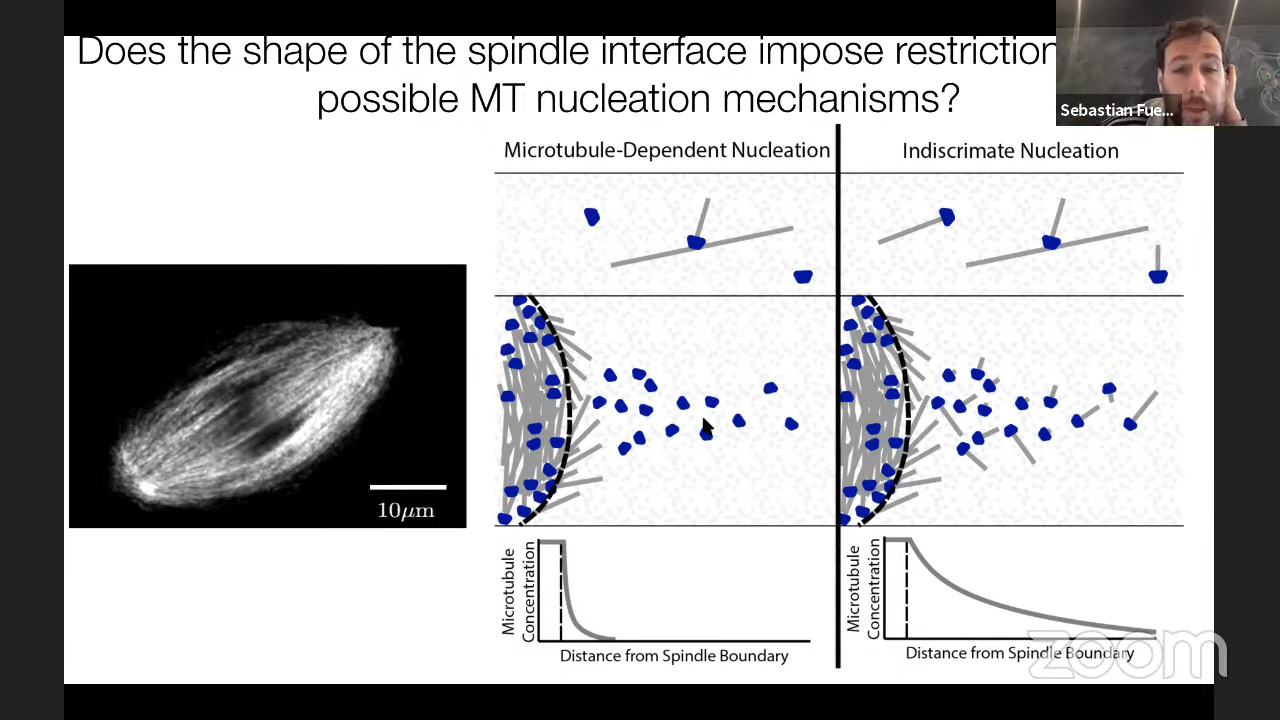 Does the shape of the spindle interface impose restriction
possible MT nucleation mechanisms?
Sebastian Fue...
Microtubule-Dependent Nucleation
Indiscrimate Nucleation
10μm
Microtubule
Concentration
Distance from Spindle Boundary
Microtubule
Concentration
Distance from Spindle Boundary
zoom